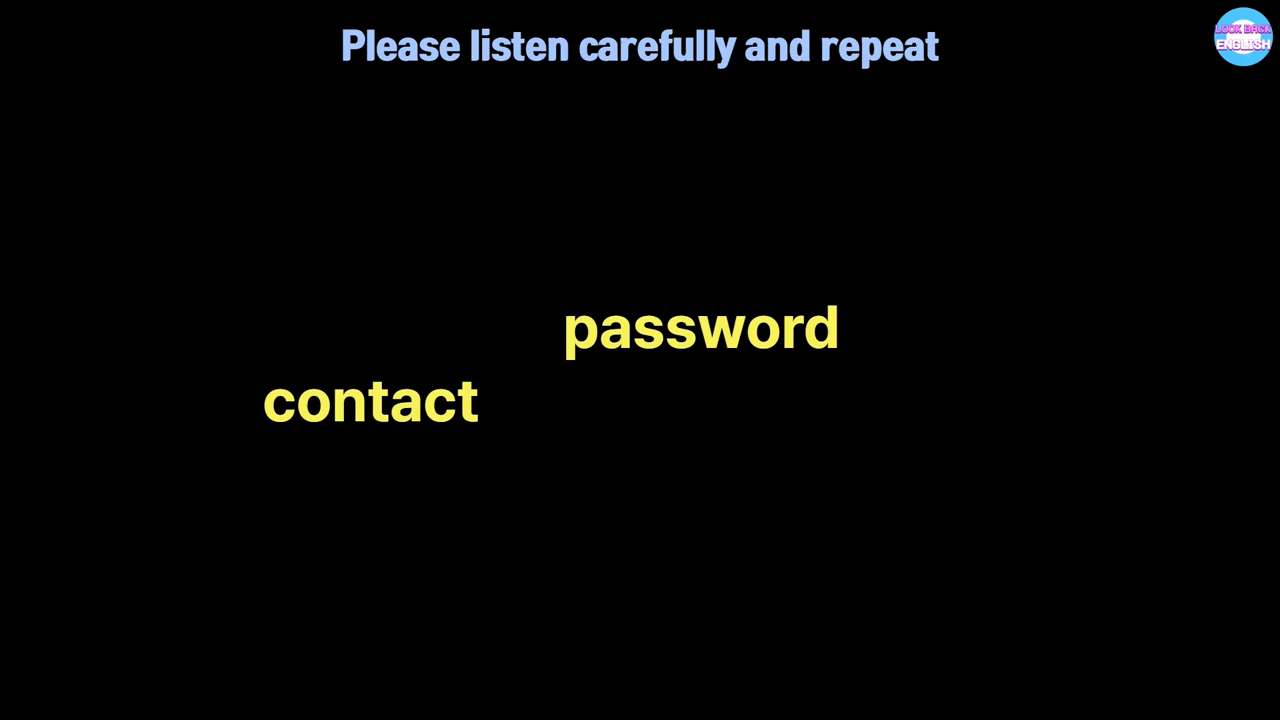 Please listen carefully and repeat
LOOK BACK
ENGLISH
password
contact